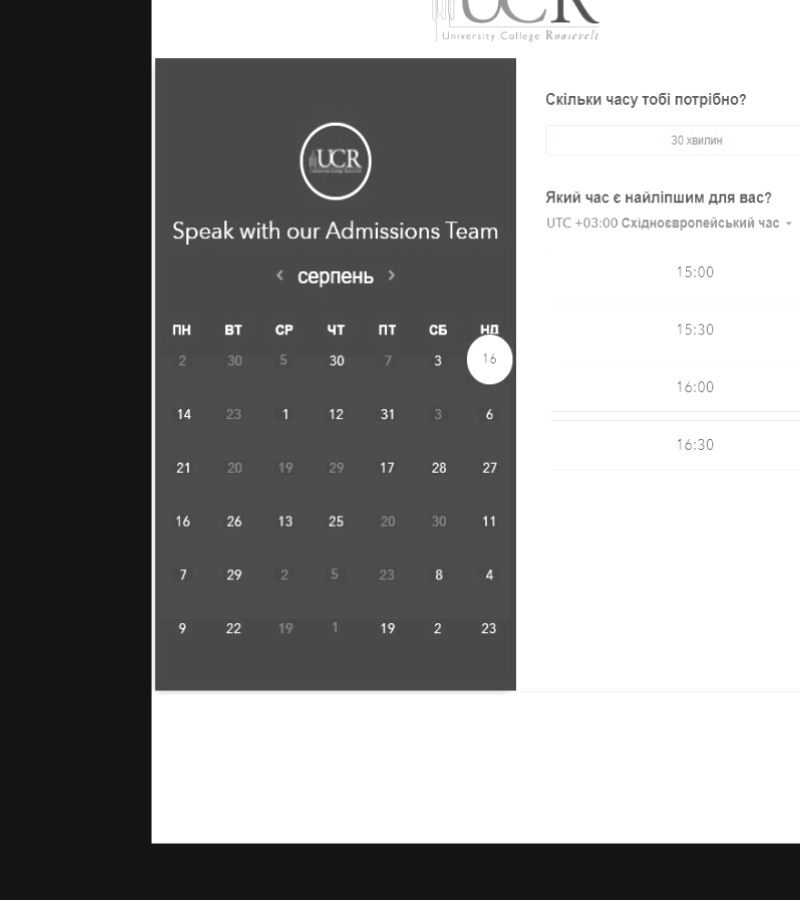 UCR
University College Roosevelt
UCR
Speak with our Admissions Team
‹ серпень ›
ПН ВТ СР ЧТ ПТ СБ НД
2 30 5 30 7 3 16
14 23 1 12 31 3 6
21 20 19 29 17 28 27
16 26 13 25 20 30 11
7 29 2 5 23 8 4
9 22 19 1 19 2 23
Скільки часу тобі потрібно?
30 хвилин
Який час є найліпшим для вас?
UTC +03:00 Східноєвропейський час
15:00
15:30
16:00
16:30